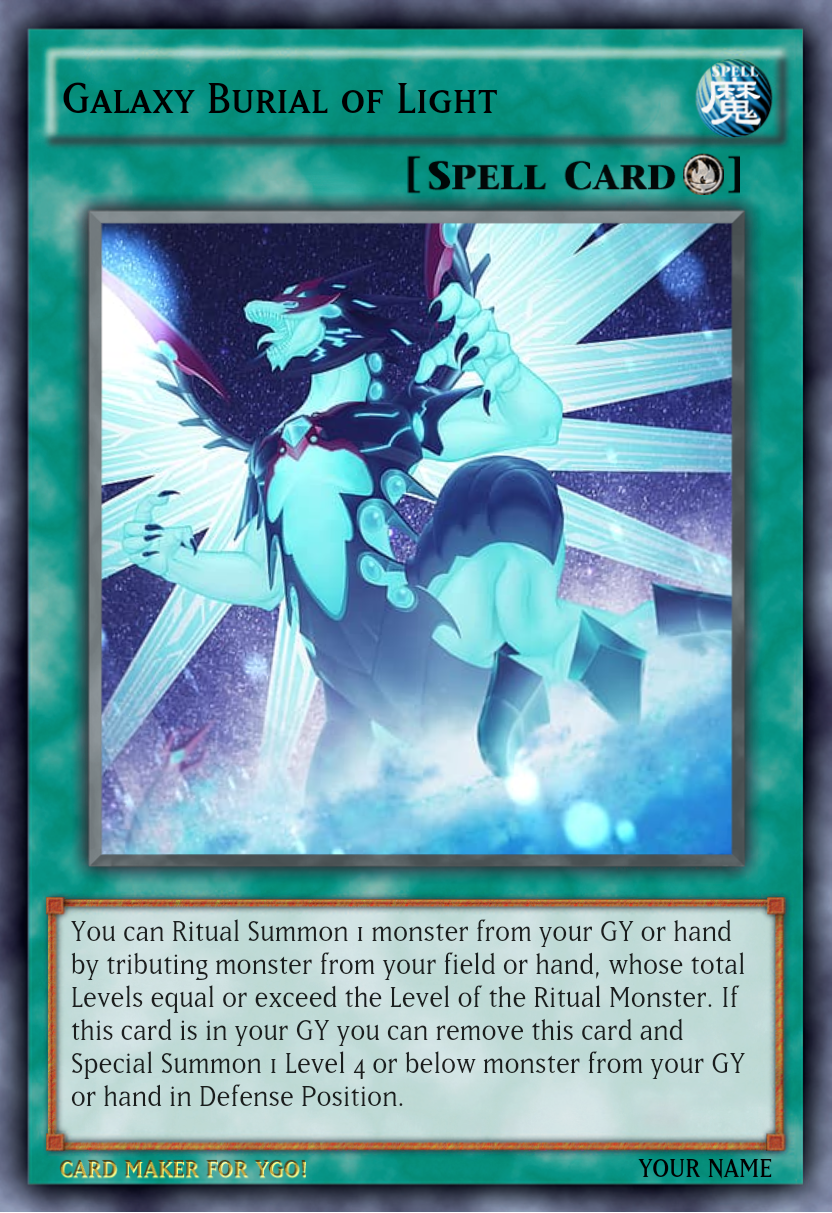 Galaxy Burial of Light
SPELL
魔
[Spell Card]
You can Ritual Summon 1 monster from your GY or hand
by tributing monster from your field or hand, whose total
Levels equal or exceed the Level of the Ritual Monster. If
this card is in your GY you can remove this card and
Special Summon 1 Level 4 or below monster from your GY
or hand in Defense Position.
CARD MAKER FOR YGO!
YOUR NAME